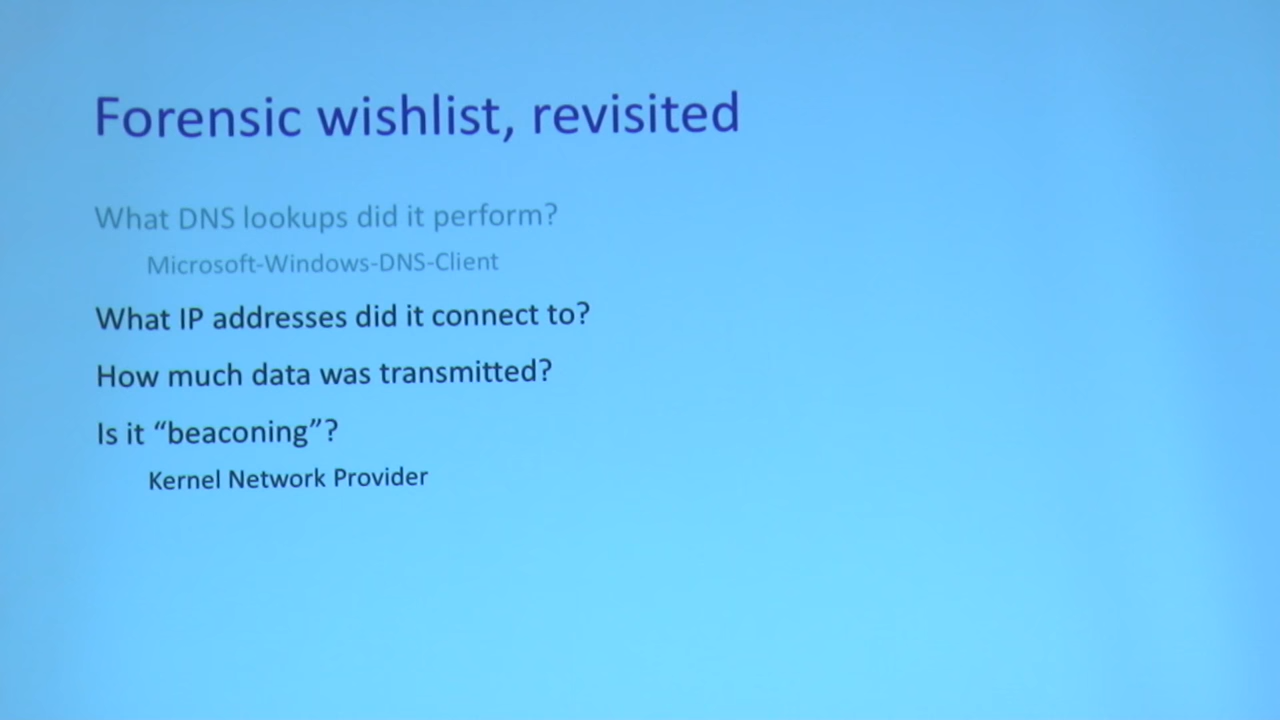 Forensic wishlist, revisited
What DNS lookups did it perform?
Microsoft-Windows-DNS-Client
What IP addresses did it connect to?
How much data was transmitted?
Is it “beaconing”?
Kernel Network Provider